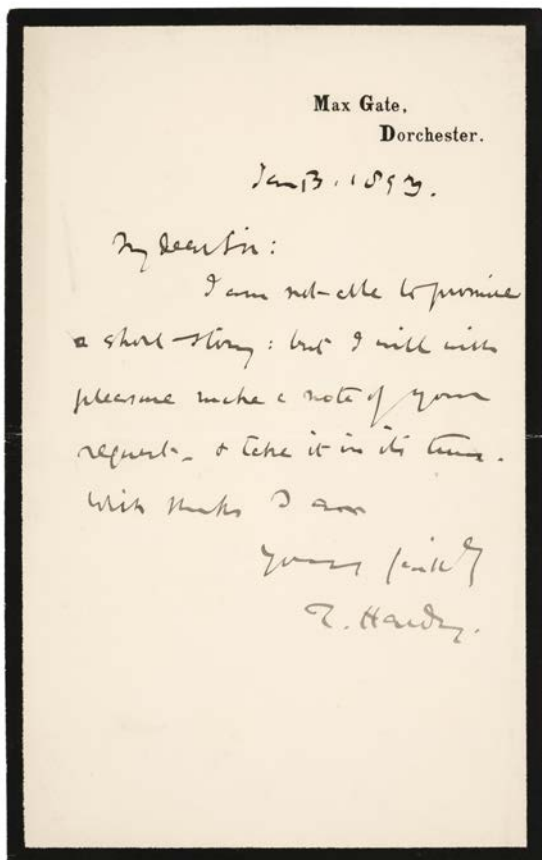 Max Gate,
Dorchester.
Jan 13. 1893.
My dear Sir:
I am not able to promise
a short story: but I will with
pleasure make a note of your
request - & take it in its turn.
With thanks I am
Yours faithfully
T. Hardy.